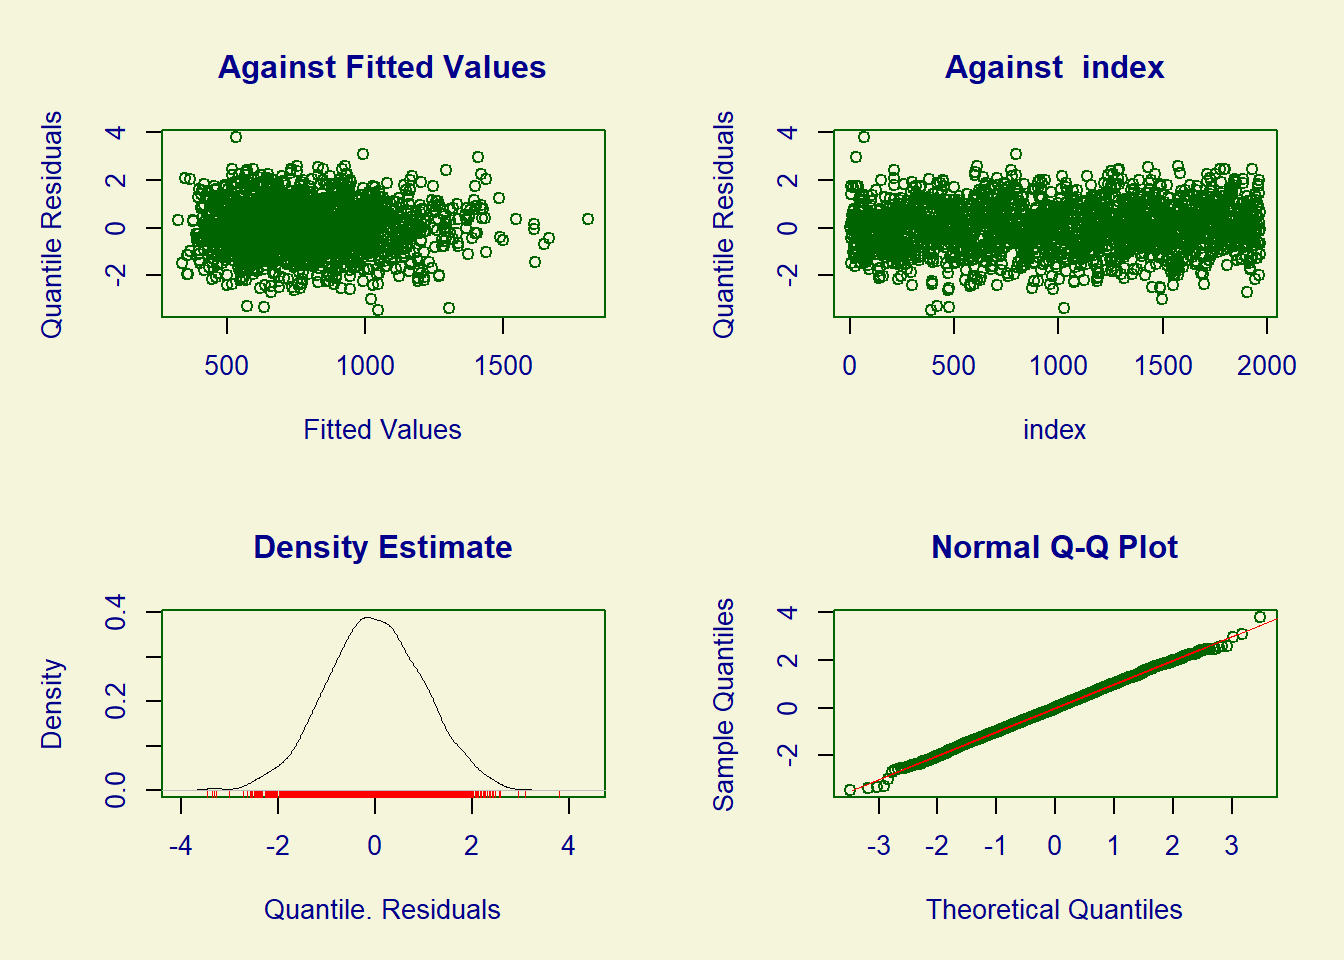 Against Fitted Values
Quantile Residuals
4
2
0
-2
500 1000 1500
Fitted Values
Against  index
Quantile Residuals
4
2
0
-2
0 500 1000 1500 2000
index
Density Estimate
Density
0.4
0.2
0.0
-4 -2 0 2 4
Quantile. Residuals
Normal Q-Q Plot
Sample Quantiles
4
2
0
-2
-3 -2 -1 0 1 2 3
Theoretical Quantiles